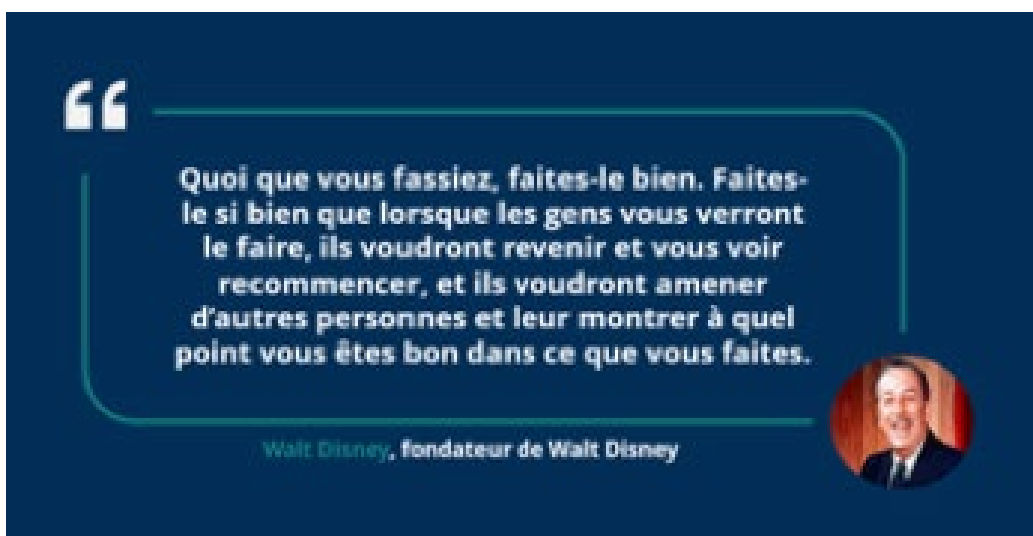 “
Quoi que vous fassiez, faites-le bien. Faites-
le si bien que lorsque les gens vous verront
le faire, ils voudront revenir et vous voir
recommencer, et ils voudront amener
d'autres personnes et leur montrer à quel
point vous êtes bon dans ce que vous faites.
Walt Disney, fondateur de Walt Disney